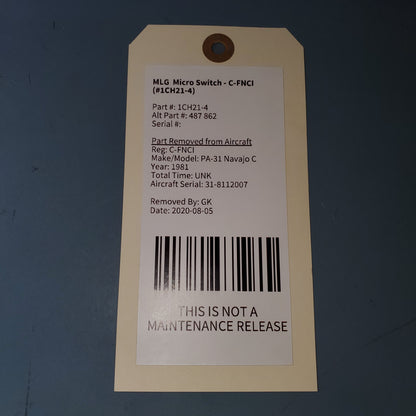 MLG Micro Switch - C-FNCI
(#1CH21-4)
Part #: 1CH21-4
Alt Part #: 487 862
Serial #:
Part Removed from Aircraft
Reg: C-FNCI
Make/Model: PA-31 Navajo C
Year: 1981
Total Time: UNK
Aircraft Serial: 31-8112007
Removed By: GK
Date: 2020-08-05
THIS IS NOT A
MAINTENANCE RELEASE